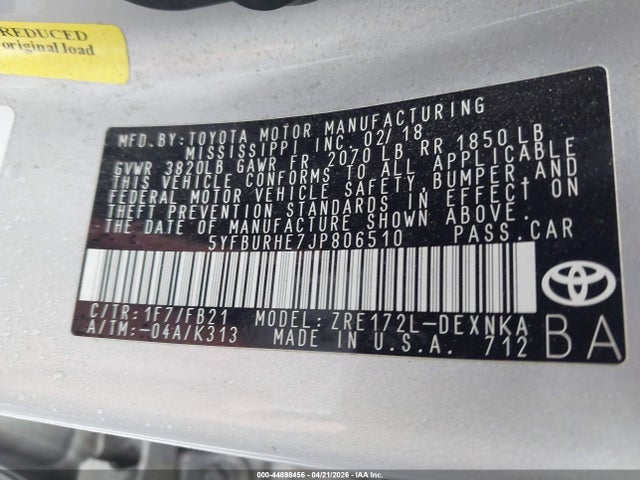 REDUCED
original load
MFD.BY:TOYOTA MOTOR MANUFACTURING
MISSISSIPPI INC. 02/18
GVWR 3820LB GAWR FR. 2070 LB. RR 1850 LB
THIS VEHICLE CONFORMS TO ALL APPLICABLE
FEDERAL MOTOR VEHICLE SAFETY, BUMPER, AND
THEFT PREVENTION STANDARDS IN EFFECT ON
THE DATE OF MANUFACTURE SHOWN ABOVE.
5YFBURHE7JP806510 PASS.CAR
C/TR: 1F7/FB21 MODEL: ZRE172L-DEXNKA
A/TM:-04A/K313 MADE IN U.S.A. 712
BA
TOYOTA
000-44898456 - 04/21/2026 - IAA Inc.